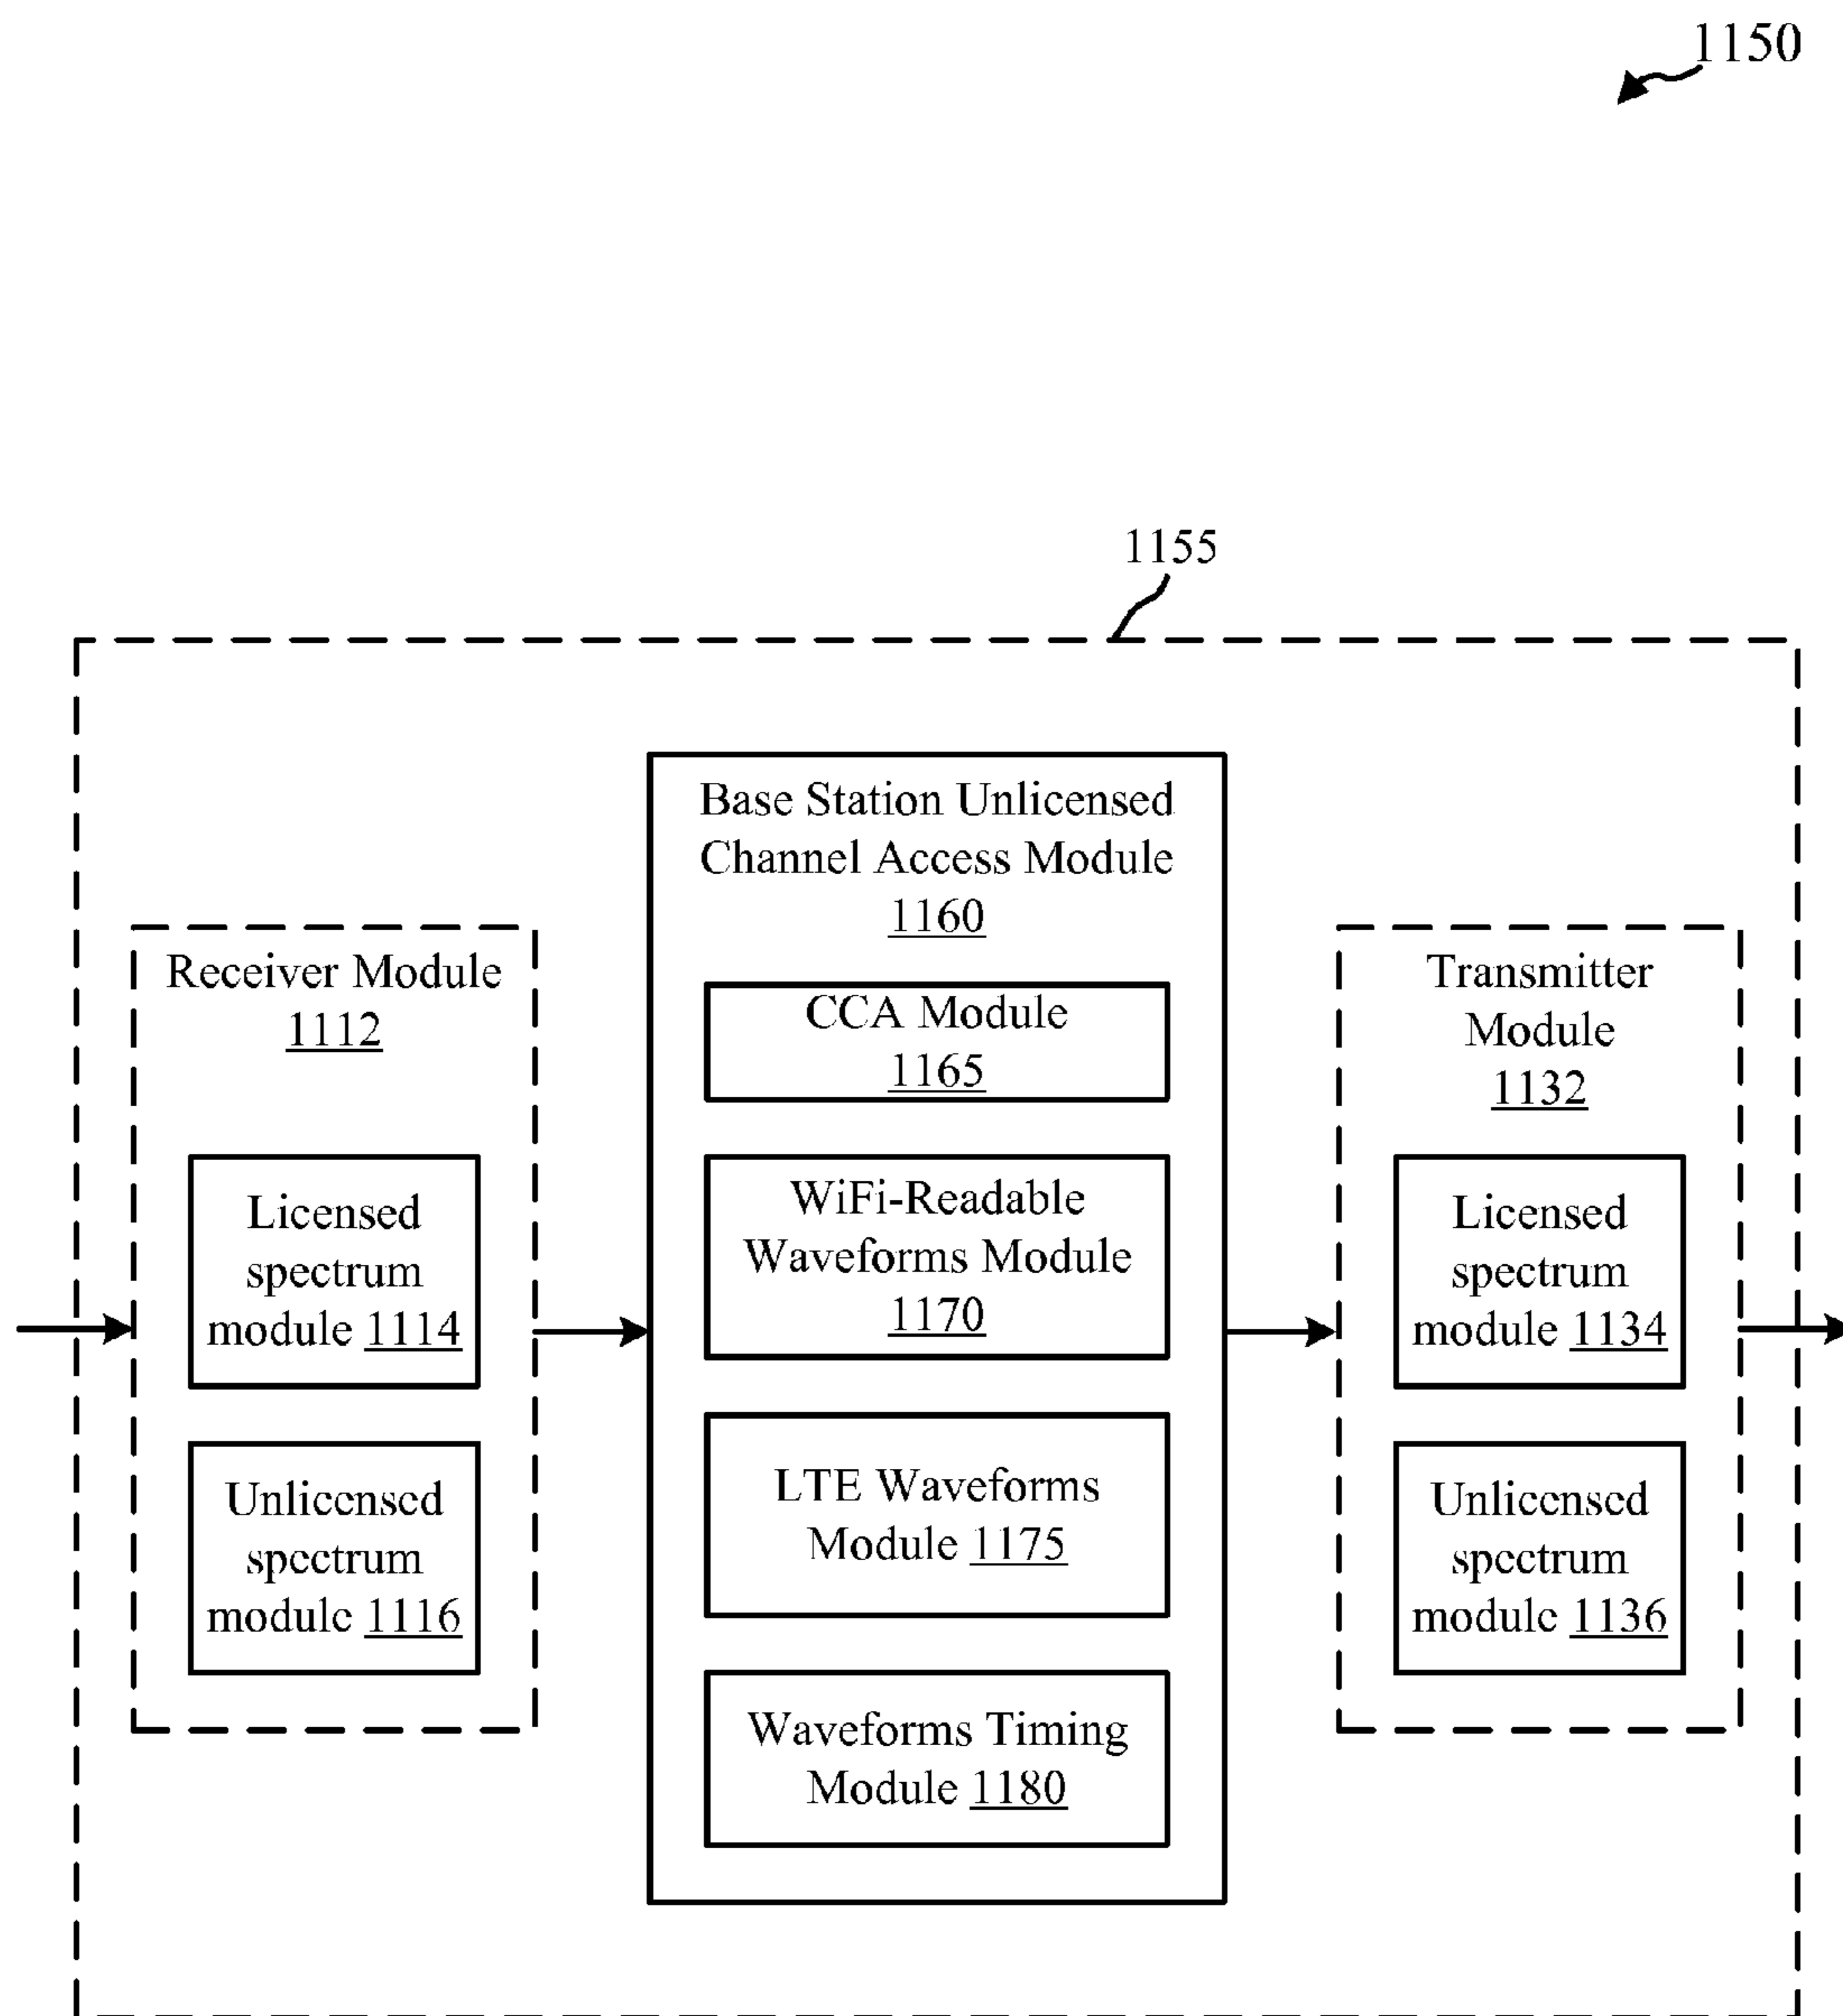 1150
1155
Base Station Unlicensed
Channel Access Module
1160
Receiver Module
1112
Licensed
spectrum
module 1114
Unlicensed
spectrum
module 1116
CCA Module
1165
WiFi-Readable
Waveforms Module
1170
LTE Waveforms
Module 1175
Waveforms Timing
Module 1180
Transmitter
Module
1132
Licensed
spectrum
module 1134
Unlicensed
spectrum
module 1136